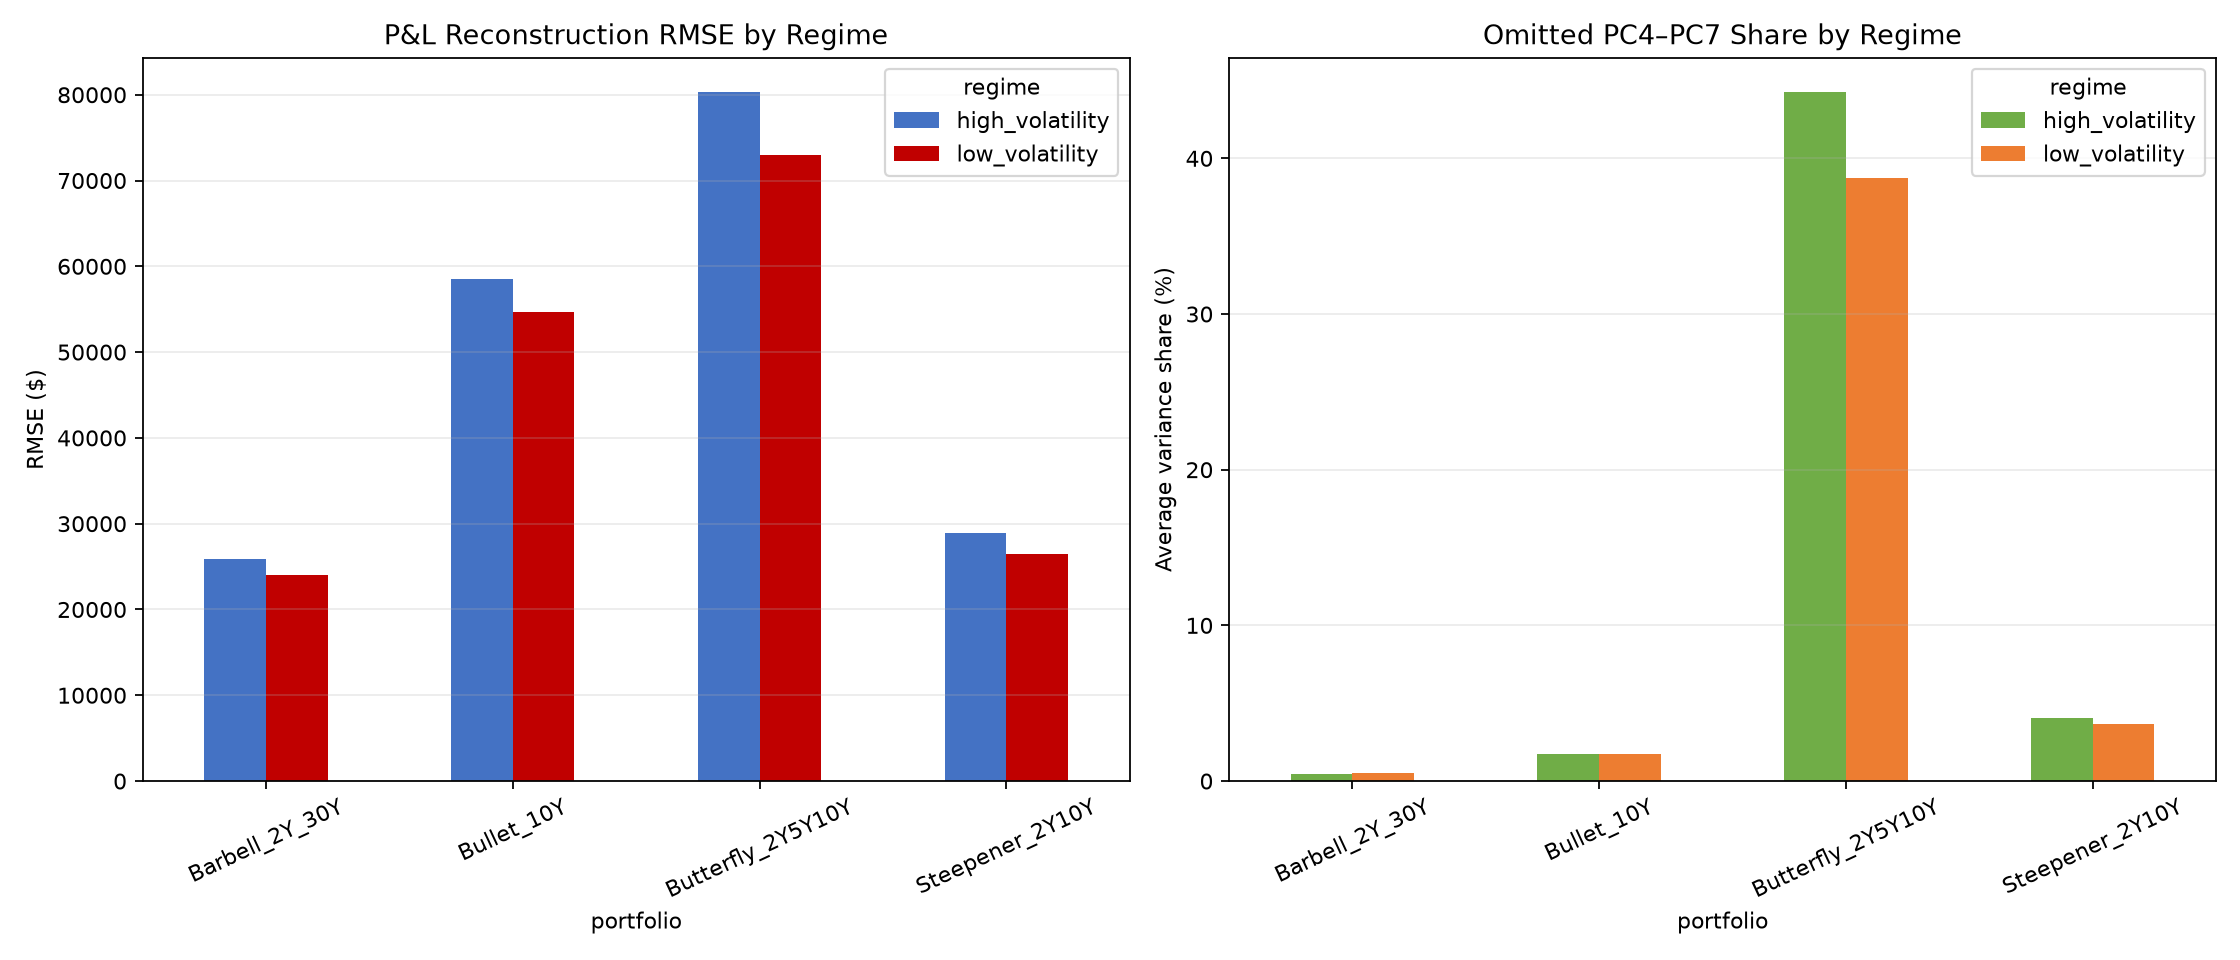 P&L Reconstruction RMSE by Regime
regime
high_volatility
low_volatility
RMSE ($)
80000
70000
60000
50000
40000
30000
20000
10000
0
Barbell_2Y_30Y
Bullet_10Y
Butterfly_2Y5Y10Y
Steepener_2Y10Y
portfolio
Omitted PC4–PC7 Share by Regime
regime
high_volatility
low_volatility
Average variance share (%)
40
30
20
10
0
Barbell_2Y_30Y
Bullet_10Y
Butterfly_2Y5Y10Y
Steepener_2Y10Y
portfolio